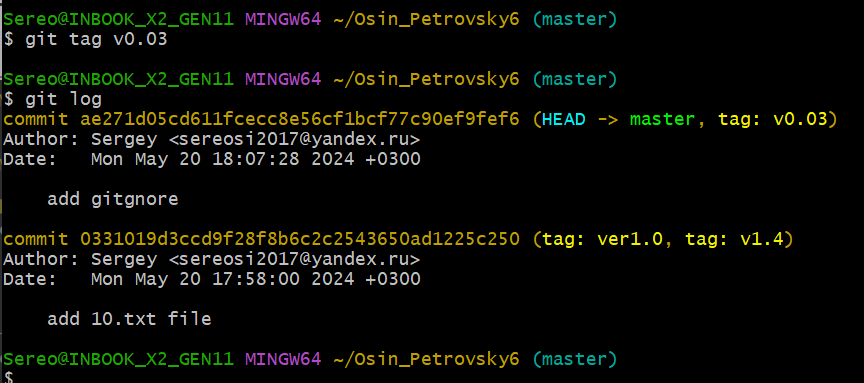 Sereo@INBOOK_X2_GEN11 MINGW64 ~/Osin_Petrovsky6 (master)
$ git tag v0.03
Sereo@INBOOK_X2_GEN11 MINGW64 ~/Osin_Petrovsky6 (master)
$ git log
commit ae271d05cd611fcecc8e56cf1bcf77c90ef9fef6 (HEAD -> master, tag: v0.03)
Author: Sergey <sereosi2017@yandex.ru>
Date:   Mon May 20 18:07:28 2024 +0300
    add gitgnore
commit 0331019d3ccd9f28f8b6c2c2543650ad1225c250 (tag: ver1.0, tag: v1.4)
Author: Sergey <sereosi2017@yandex.ru>
Date:   Mon May 20 17:58:00 2024 +0300
    add 10.txt file
Sereo@INBOOK_X2_GEN11 MINGW64 ~/Osin_Petrovsky6 (master)
$